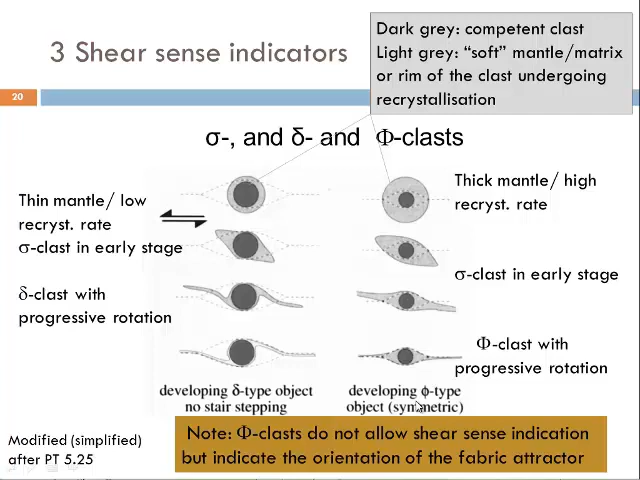 3 Shear sense indicators
Dark grey: competent clast
Light grey: “soft” mantle/matrix
or rim of the clast undergoing
recrystallisation
20
σ-, and δ- and Φ-clasts
Thin mantle/ low
recryst. rate
σ-clast in early stage
δ-clast with
progressive rotation
Thick mantle/ high
recryst. rate
σ-clast in early stage
Φ-clast with
progressive rotation
developing δ-type object
no stair stepping
developing ϕ-type
object (symmetric)
Modified (simplified)
after PT 5.25
Note: Φ-clasts do not allow shear sense indication
but indicate the orientation of the fabric attractor